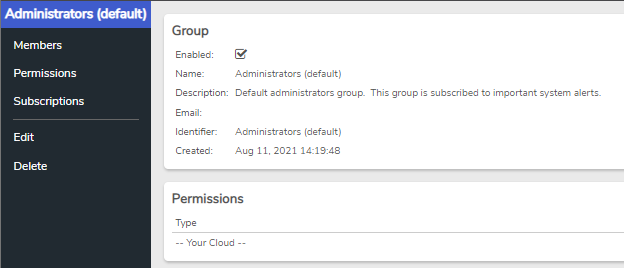 Administrators (default)
Members
Permissions
Subscriptions
Edit
Delete
Group
Enabled:
Name: Administrators (default)
Description: Default administrators group.  This group is subscribed to important system alerts.
Email:
Identifier: Administrators (default)
Created: Aug 11, 2021 14:19:48
Permissions
Type
-- Your Cloud --